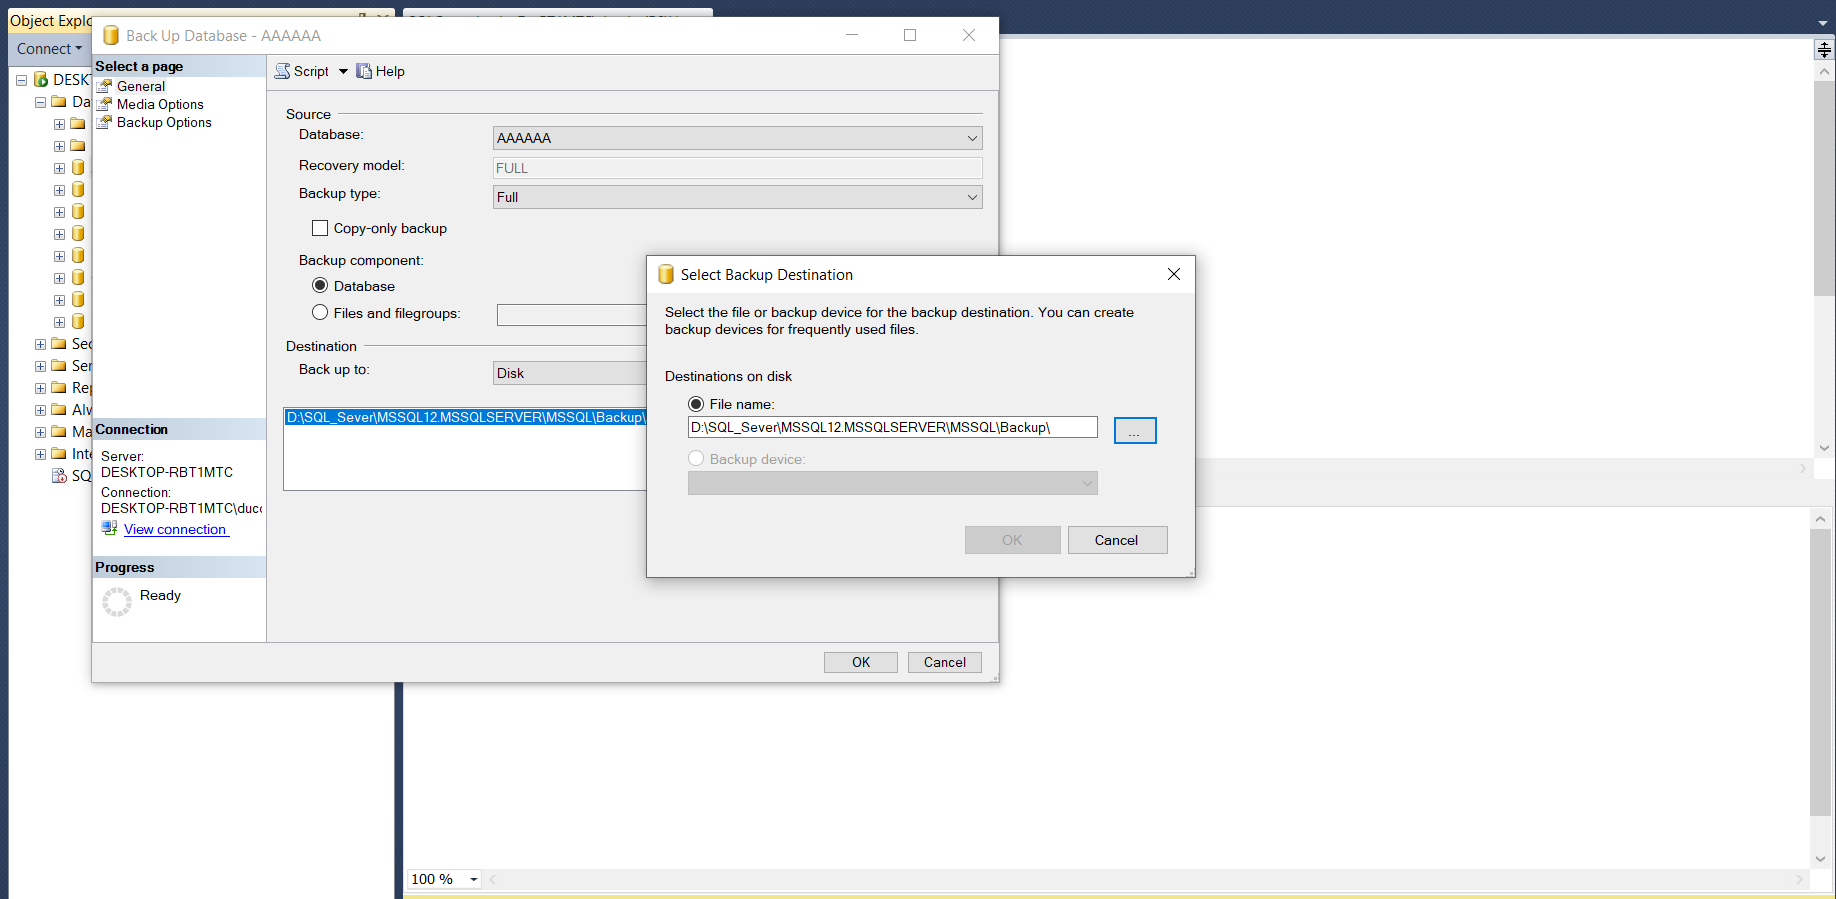 Object Explo
Connect
DESKT
Da
Sec
Ser
Rep
Alw
Ma
Inte
SQ
Back Up Database - AAAAAA
Select a page
General
Media Options
Backup Options
Script
Help
Source
Database:
AAAAAA
Recovery model:
FULL
Backup type:
Full
Copy-only backup
Backup component:
Database
Files and filegroups:
Destination
Back up to:
Disk
D:\SQL_Sever\MSSQL12.MSSQLSERVER\MSSQL\Backup\
Connection
Server:
DESKTOP-RBT1MTC
Connection:
DESKTOP-RBT1MTC\ducc
View connection
Progress
Ready
OK
Cancel
Select Backup Destination
Select the file or backup device for the backup destination. You can create
backup devices for frequently used files.
Destinations on disk
File name:
D:\SQL_Sever\MSSQL12.MSSQLSERVER\MSSQL\Backup\
...
Backup device:
OK
Cancel
100 %